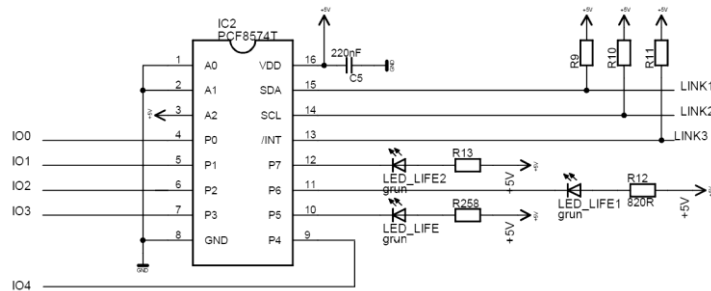 IC2
PCF8574T
1 A0 VDD 16
2 A1 SDA 15
3 A2 SCL 14
4 P0 /INT 13
5 P1 P7 12
6 P2 P6 11
7 P3 P5 10
8 GND P4 9
IO0
IO1
IO2
IO3
IO4
+5V
GND
+5V
220nF
C5
GND
+5V
+5V
+5V
R9
R10
R11
LINK1
LINK2
LINK3
LED_LIFE2
grun
R13
+5V
+5V
LED_LIFE1
grun
R12
820R
+5V
+5V
LED_LIFE
grun
R258
+5V
+5V